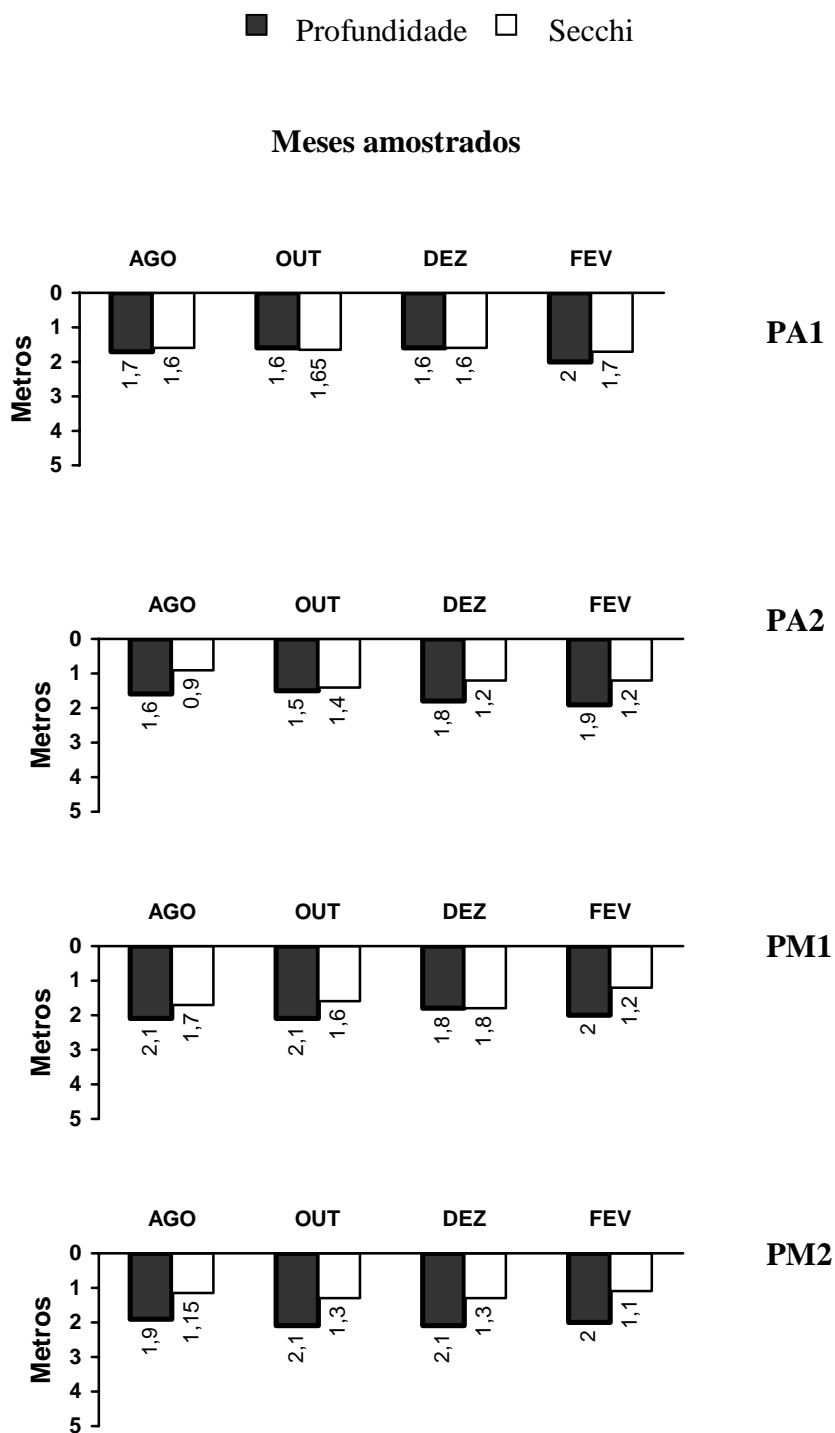 Profundidade Secchi
Meses amostrados
AGO OUT DEZ FEV
PA1
Metros
0
1
2
3
4
5
1,7 1,6 1,6 1,65 1,6 1,6 2 1,7
AGO OUT DEZ FEV
PA2
Metros
0
1
2
3
4
5
1,6 0,9 1,5 1,4 1,8 1,2 1,9 1,2
AGO OUT DEZ FEV
PM1
Metros
0
1
2
3
4
5
2,1 1,7 2,1 1,6 1,8 1,8 2 1,2
AGO OUT DEZ FEV
PM2
Metros
0
1
2
3
4
5
1,9 1,15 2,1 1,3 2,1 1,3 2 1,1